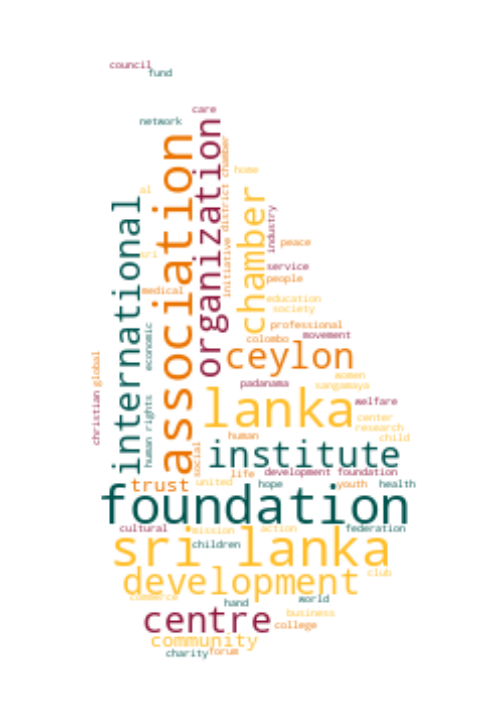 council
fund
care
network
association
organization
international
initiative
district chamber
chamber
home
al
industry
peace
sri
service
people
medical
education
society
professional
movement
colombo
economic
ceylon
global
christian
padanama
women
sangamaya
lanka
welfare
center
research
child
human rights
human
social
institute
life
development foundation
trust
united
hope
youth
health
foundation
cultural
mission
action
federation
sri lanka
children
club
development
commerce
hand
world
centre
business
college
community
charity
forum